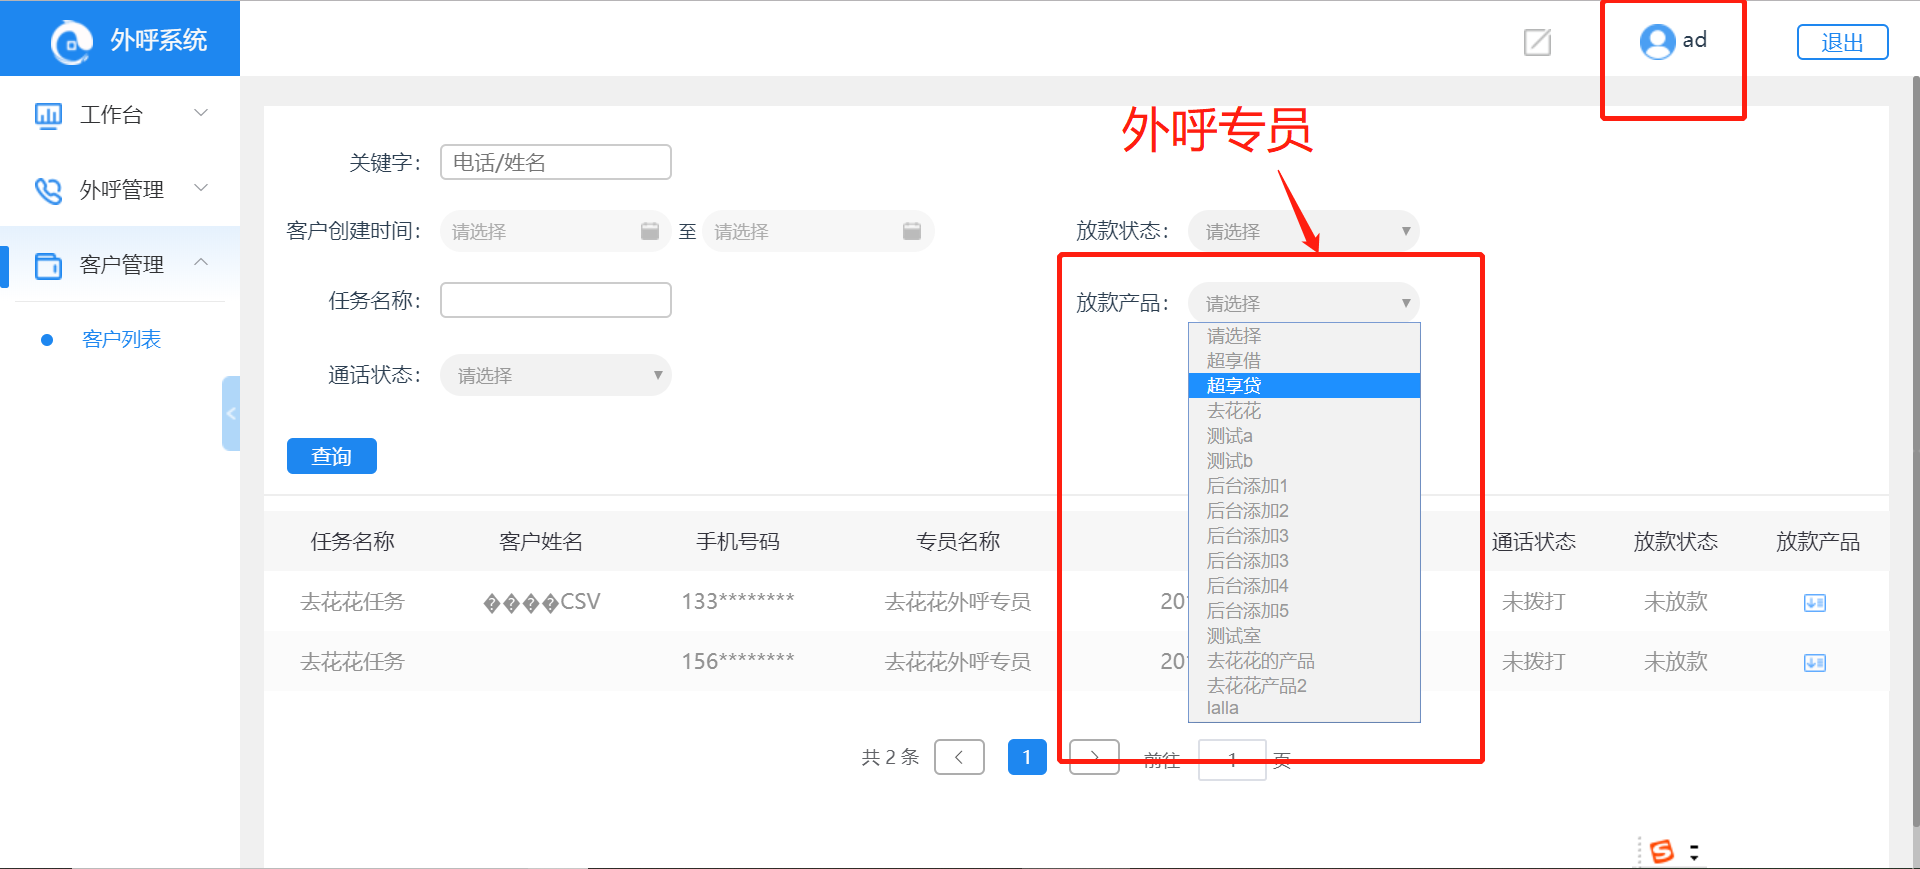 外呼系统
ad
退出
工作台
外呼管理
客户管理
客户列表
外呼专员
关键字：
电话/姓名
客户创建时间：
请选择
至
请选择
放款状态：
请选择
任务名称：
放款产品：
请选择
请选择
超享借
超享贷
去花花
测试a
测试b
后台添加1
后台添加2
后台添加3
后台添加3
后台添加4
后台添加5
测试室
去花花的产品
去花花产品2
lalla
通话状态：
请选择
查询
任务名称 客户姓名 手机号码 专员名称 通话状态 放款状态 放款产品
去花花任务 ����CSV 133******** 去花花外呼专员 201 未拨打 未放款
去花花任务 156******** 去花花外呼专员 201 未拨打 未放款
共 2 条 < 1 > 前往 1 页